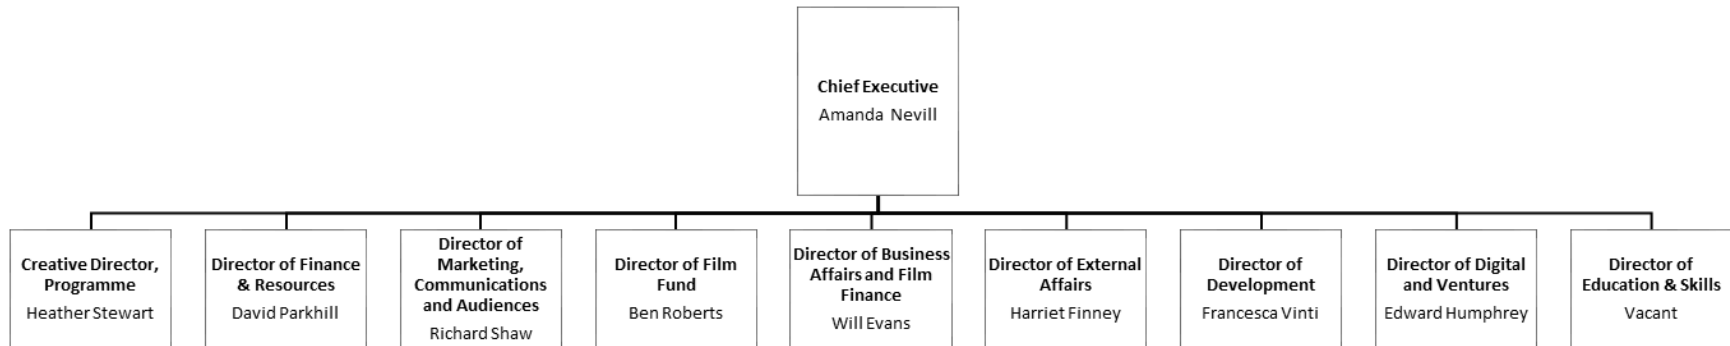 Chief Executive
Amanda Nevill
Creative Director,
Programme
Heather Stewart
Director of Finance
& Resources
David Parkhill
Director of
Marketing,
Communications
and Audiences
Richard Shaw
Director of Film
Fund
Ben Roberts
Director of Business
Affairs and Film
Finance
Will Evans
Director of External
Affairs
Harriet Finney
Director of
Development
Francesca Vinti
Director of Digital
and Ventures
Edward Humphrey
Director of
Education & Skills
Vacant